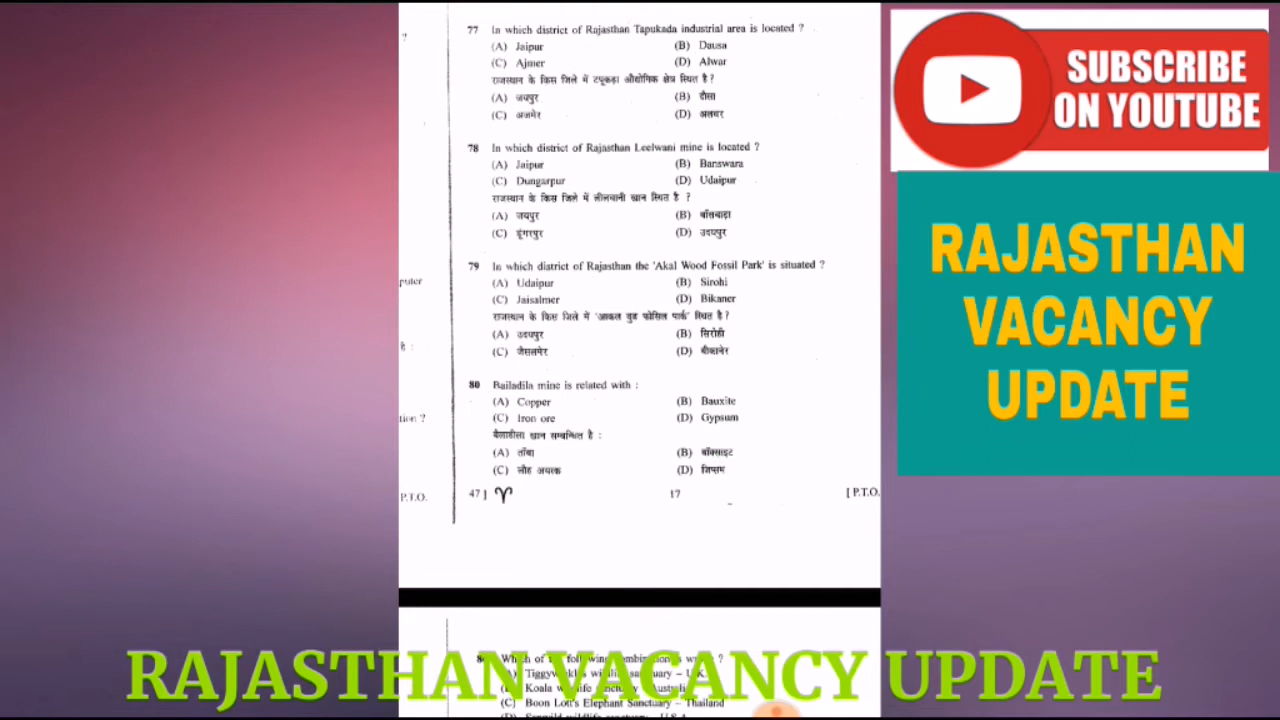 ?
puter
है :
tion ?
P.T.O.
77 In which district of Rajasthan Tapukada industrial area is located ?
(A) Jaipur (B) Dausa
(C) Ajmer (D) Alwar
राजस्थान के किस जिले में टपूकड़ा औद्योगिक क्षेत्र स्थित है ?
(A) जयपुर (B) दौसा
(C) अजमेर (D) अलवर
78 In which district of Rajasthan Leelwani mine is located ?
(A) Jaipur (B) Banswara
(C) Dungarpur (D) Udaipur
राजस्थान के किस जिले में लीलवानी खान स्थित है ?
(A) जयपुर (B) बाँसवाड़ा
(C) डूंगरपुर (D) उदयपुर
79 In which district of Rajasthan the 'Akal Wood Fossil Park' is situated ?
(A) Udaipur (B) Sirohi
(C) Jaisalmer (D) Bikaner
राजस्थान के किस जिले में 'आकल वुड फोसिल पार्क' स्थित है ?
(A) उदयपुर (B) सिरोही
(C) जैसलमेर (D) बीकानेर
80 Bailadila mine is related with :
(A) Copper (B) Bauxite
(C) Iron ore (D) Gypsum
बैलाडीला खान सम्बन्धित है :
(A) ताँबा (B) बॉक्साइट
(C) लौह अयस्क (D) जिप्सम
47 ] ♈ 17 [ P.T.O.
SUBSCRIBE
ON YOUTUBE
RAJASTHAN
VACANCY
UPDATE
Which of
(C) Boon Lott's Elephant Sanctuary – Thailand
RAJASTHAN VACANCY UPDATE